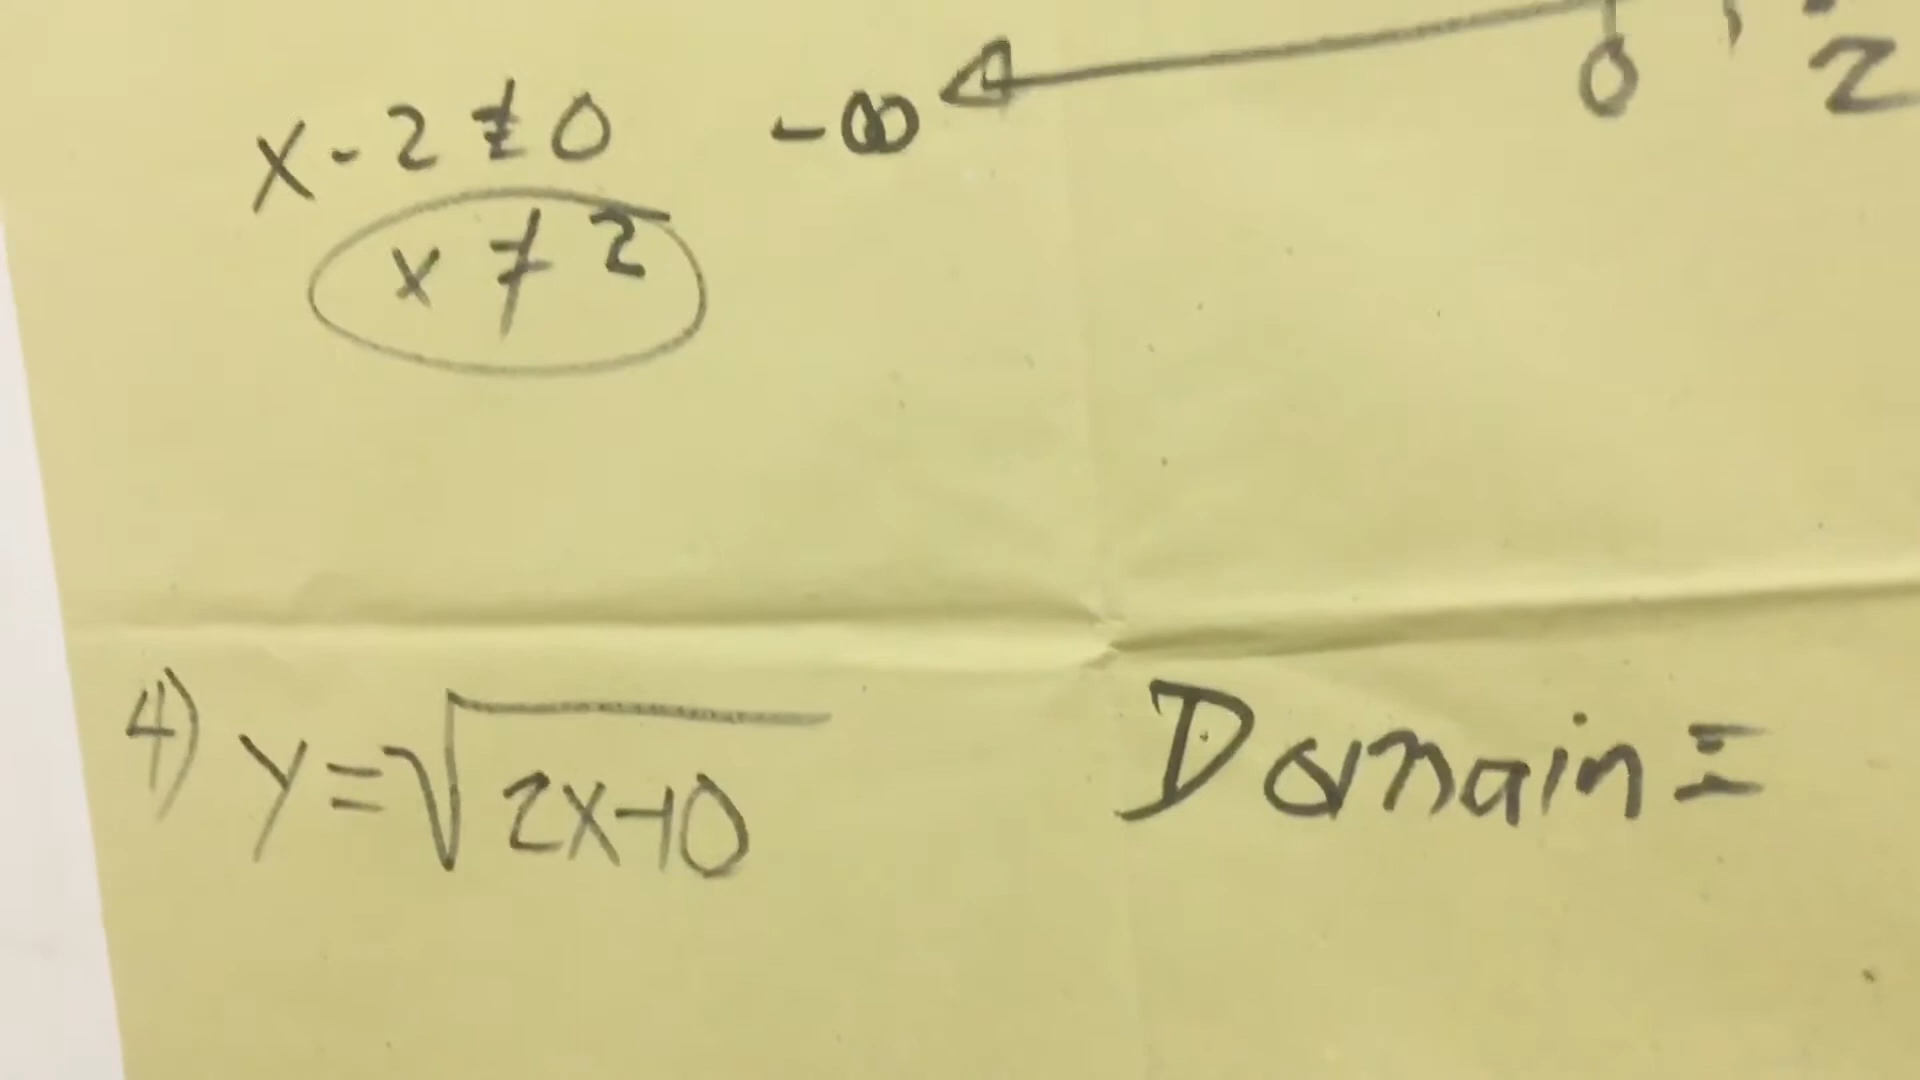 0 2
x - 2 ≠ 0 -∞
x ≠ 2
4) y = √2x-10 Domain =